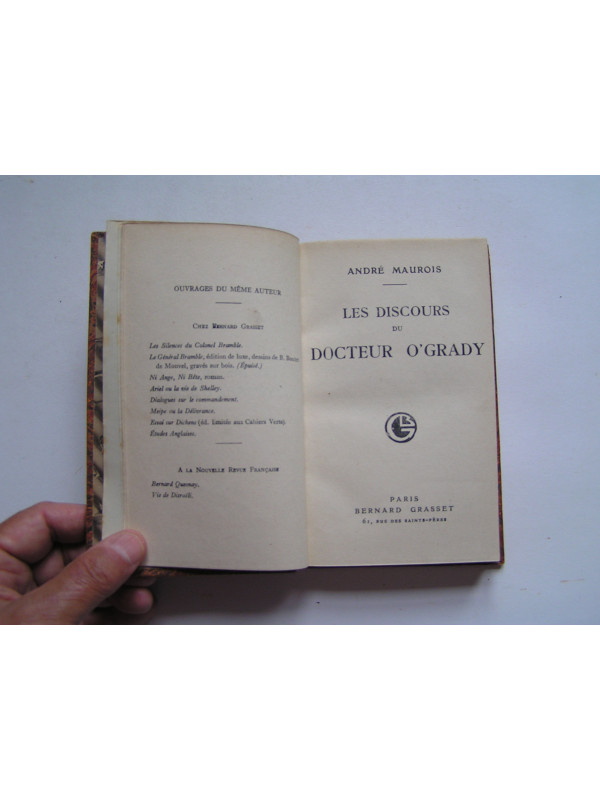 OUVRAGES DU MÊME AUTEUR
CHEZ BERNARD GRASSET
Les Silences du Colonel Bramble.
Le Général Bramble, édition de luxe, dessins de B. Boutet
de Monvel, gravés sur bois. (Épuisé.)
Ni Ange, Ni Bête, roman.
Ariel ou la vie de Shelley.
Dialogues sur le commandement.
Meïpe ou la Délivrance.
Essai sur Dickens (éd. limitée aux Cahiers Verts).
Études Anglaises.
A LA NOUVELLE REVUE FRANÇAISE
Bernard Quesnay.
Vie de Disraëli.
ANDRÉ MAUROIS
LES DISCOURS
DU
DOCTEUR O'GRADY
PARIS
BERNARD GRASSET
61, RUE DES SAINTS-PÈRES